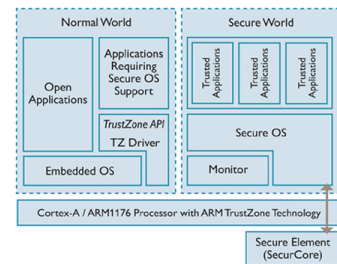 Normal World
Open
Applications
Applications
Requiring
Secure OS
Support
TrustZone API
TZ Driver
Embedded OS
Secure World
Trusted
Applications
Trusted
Applications
Trusted
Applications
Secure OS
Monitor
Cortex-A / ARM1176 Processor with ARM TrustZone Technology
Secure Element
(SecurCore)